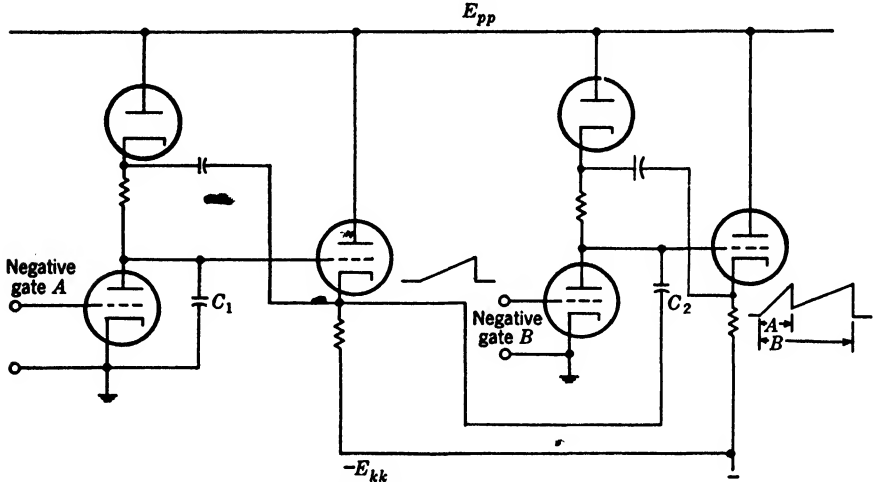 E_pp
Negative
gate A
C_1
Negative
gate B
C_2
A
B
-E_kk
-